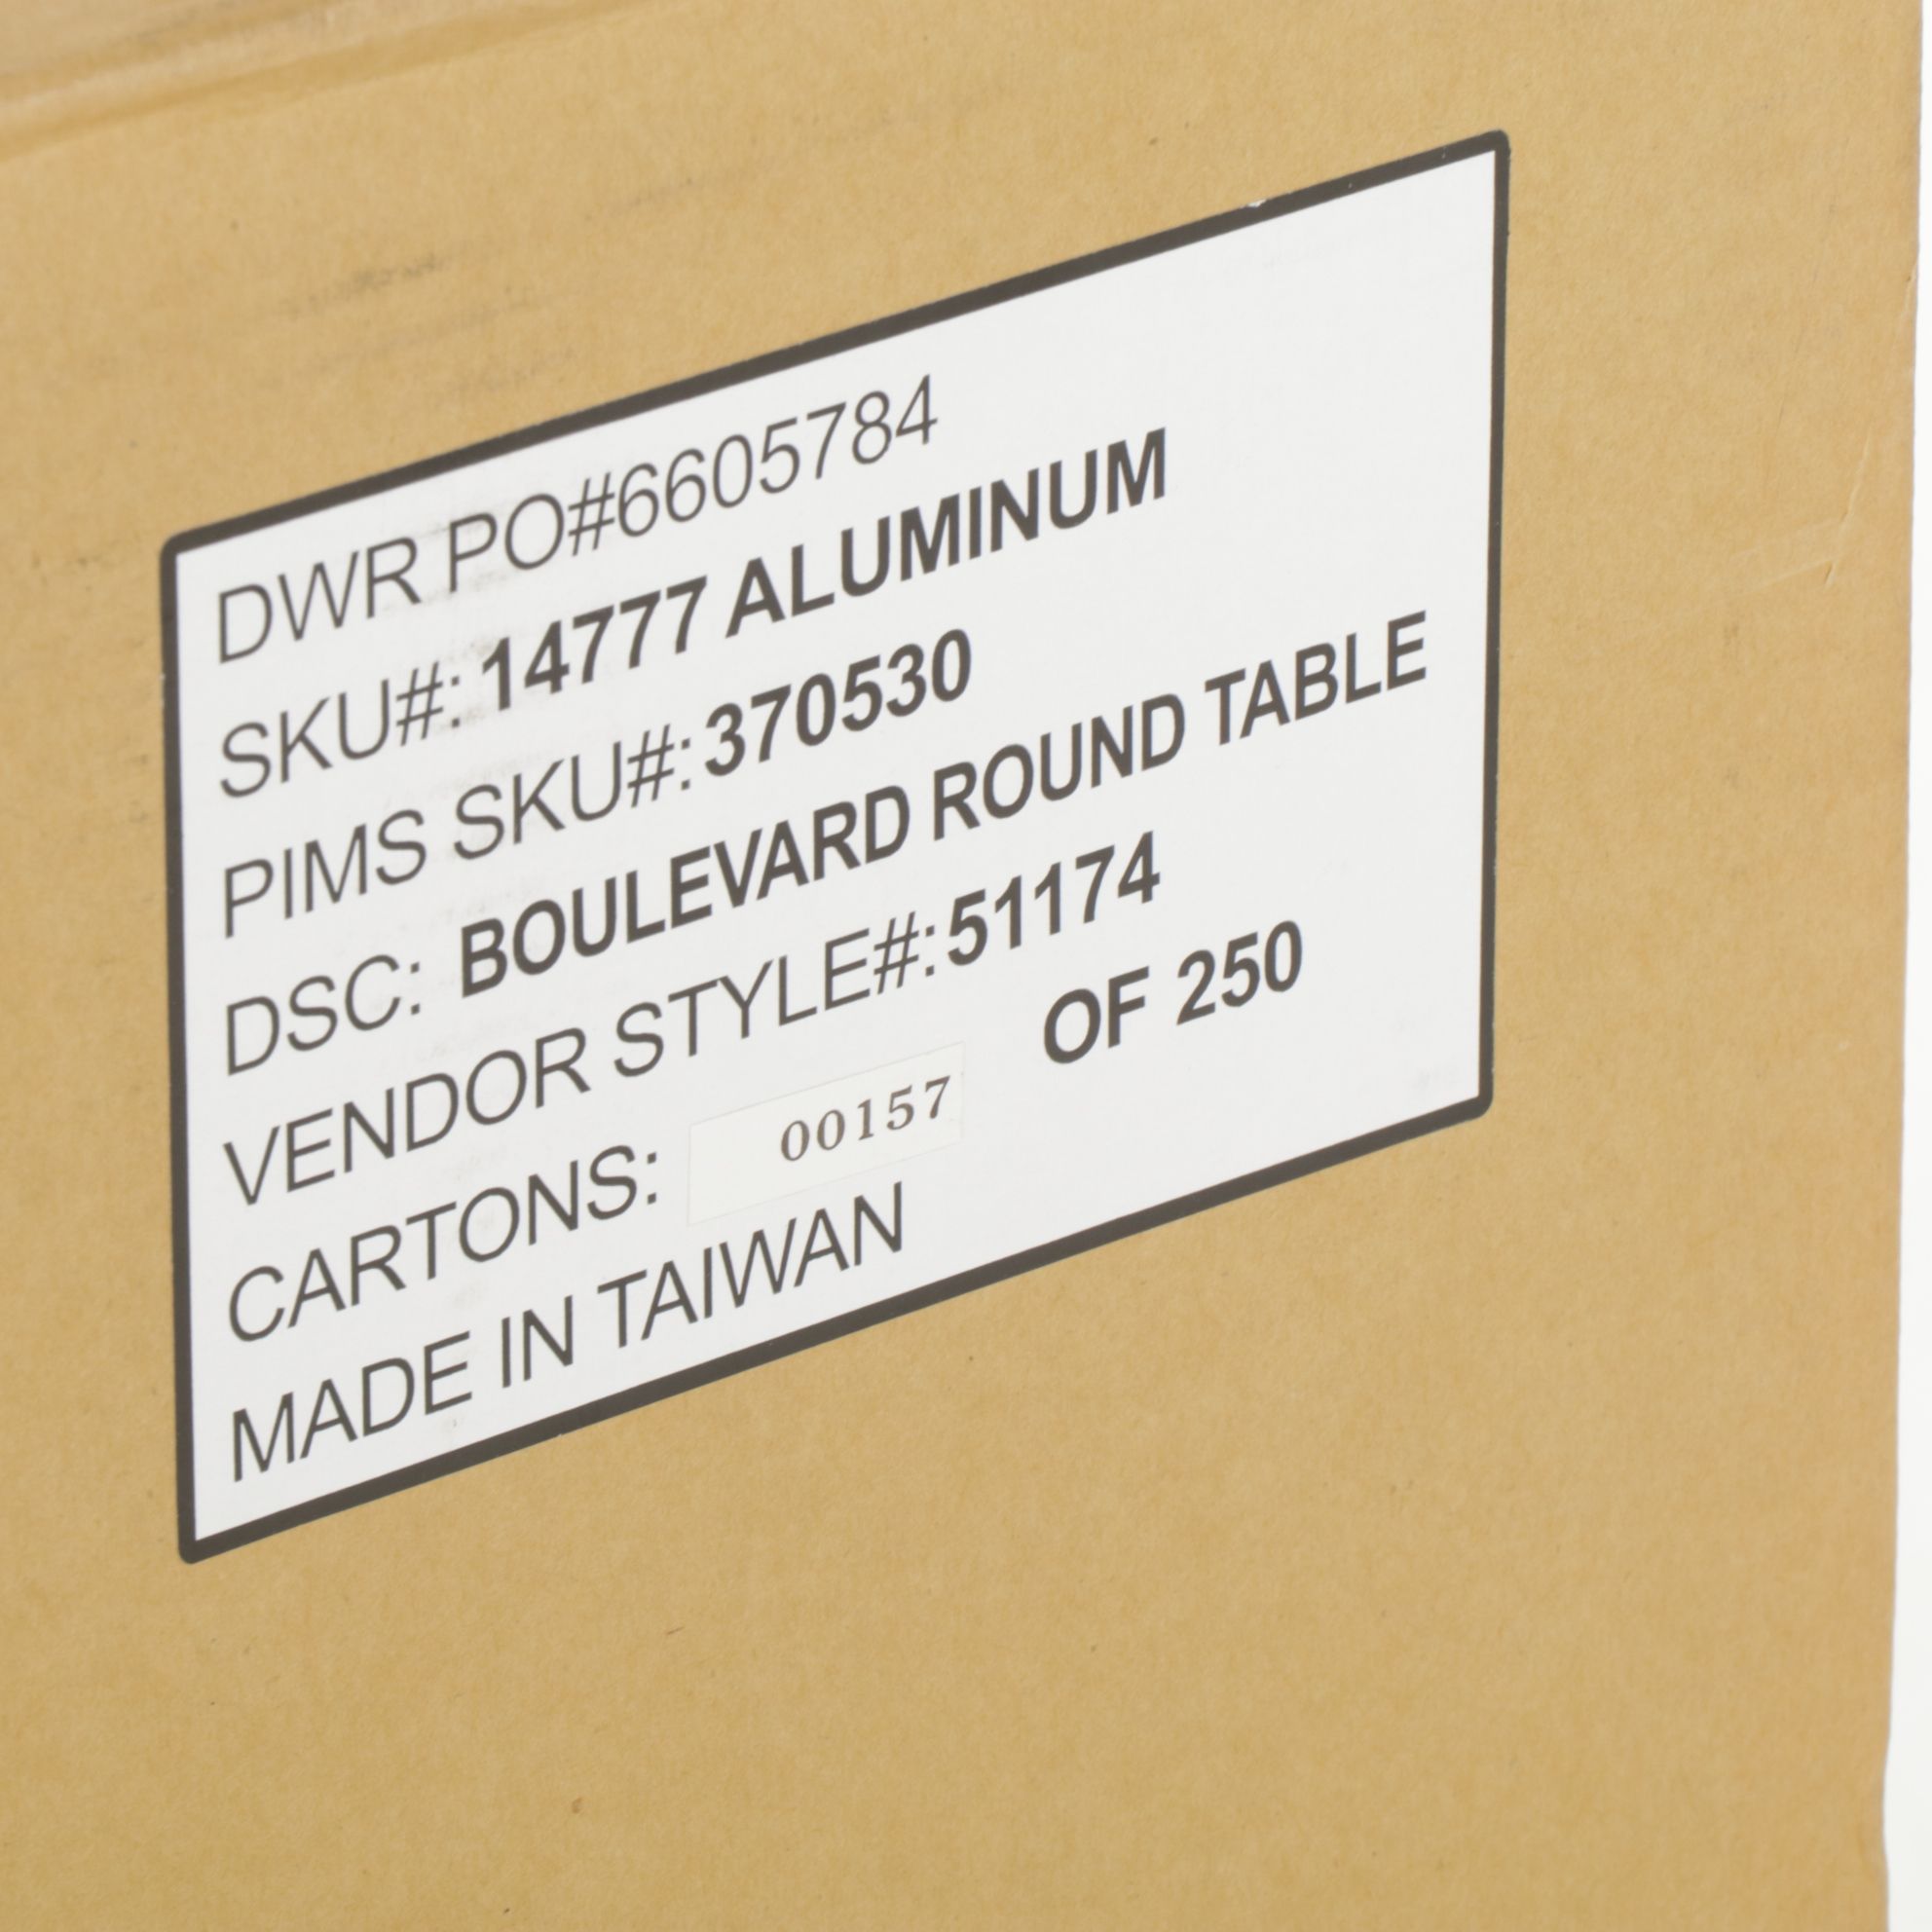 DWR PO#6605784
SKU#: 14777 ALUMINUM
PIMS SKU#: 370530
DSC: BOULEVARD ROUND TABLE
VENDOR STYLE#: 51174
CARTONS: 00157 OF 250
MADE IN TAIWAN